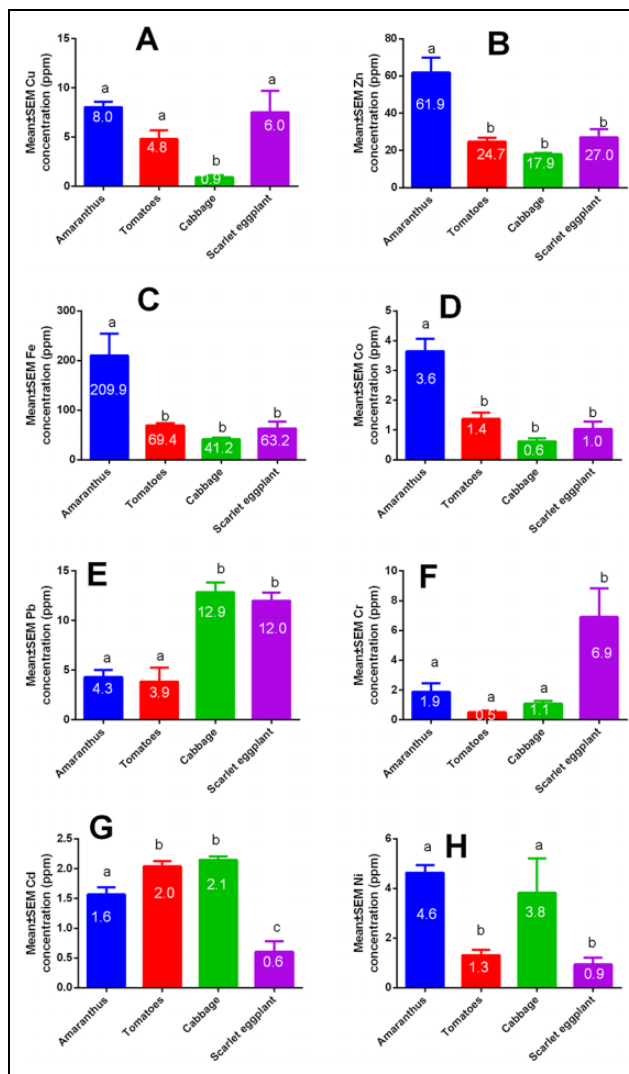 A
Mean±SEM Cu
concentration (ppm)
15
10
5
0
a
a
b
a
8.0
4.8
0.9
6.0
Amaranthus
Tomatoes
Cabbage
Scarlet eggplant
B
Mean±SEM Zn
concentration (ppm)
80
60
40
20
0
a
b
b
b
61.9
24.7
17.9
27.0
Amaranthus
Tomatoes
Cabbage
Scarlet eggplant
C
Mean±SEM Fe
concentration (ppm)
300
200
100
0
a
b
b
b
209.9
69.4
41.2
63.2
Amaranthus
Tomatoes
Cabbage
Scarlet eggplant
D
Mean±SEM Co
concentration (ppm)
5
4
3
2
1
0
a
b
b
b
3.6
1.4
0.6
1.0
Amaranthus
Tomatoes
Cabbage
Scarlet eggplant
E
Mean±SEM Pb
concentration (ppm)
15
10
5
0
a
a
b
b
4.3
3.9
12.9
12.0
Amaranthus
Tomatoes
Cabbage
Scarlet eggplant
F
Mean±SEM Cr
concentration (ppm)
10
8
6
4
2
0
a
a
a
b
1.9
0.5
1.1
6.9
Amaranthus
Tomatoes
Cabbage
Scarlet eggplant
G
Mean±SEM Cd
concentration (ppm)
2.5
2.0
1.5
1.0
0.5
0.0
a
b
b
c
1.6
2.0
2.1
0.6
Amaranthus
Tomatoes
Cabbage
Scarlet eggplant
H
Mean±SEM Ni
concentration (ppm)
6
4
2
0
a
b
a
b
4.6
1.3
3.8
0.9
Amaranthus
Tomatoes
Cabbage
Scarlet eggplant